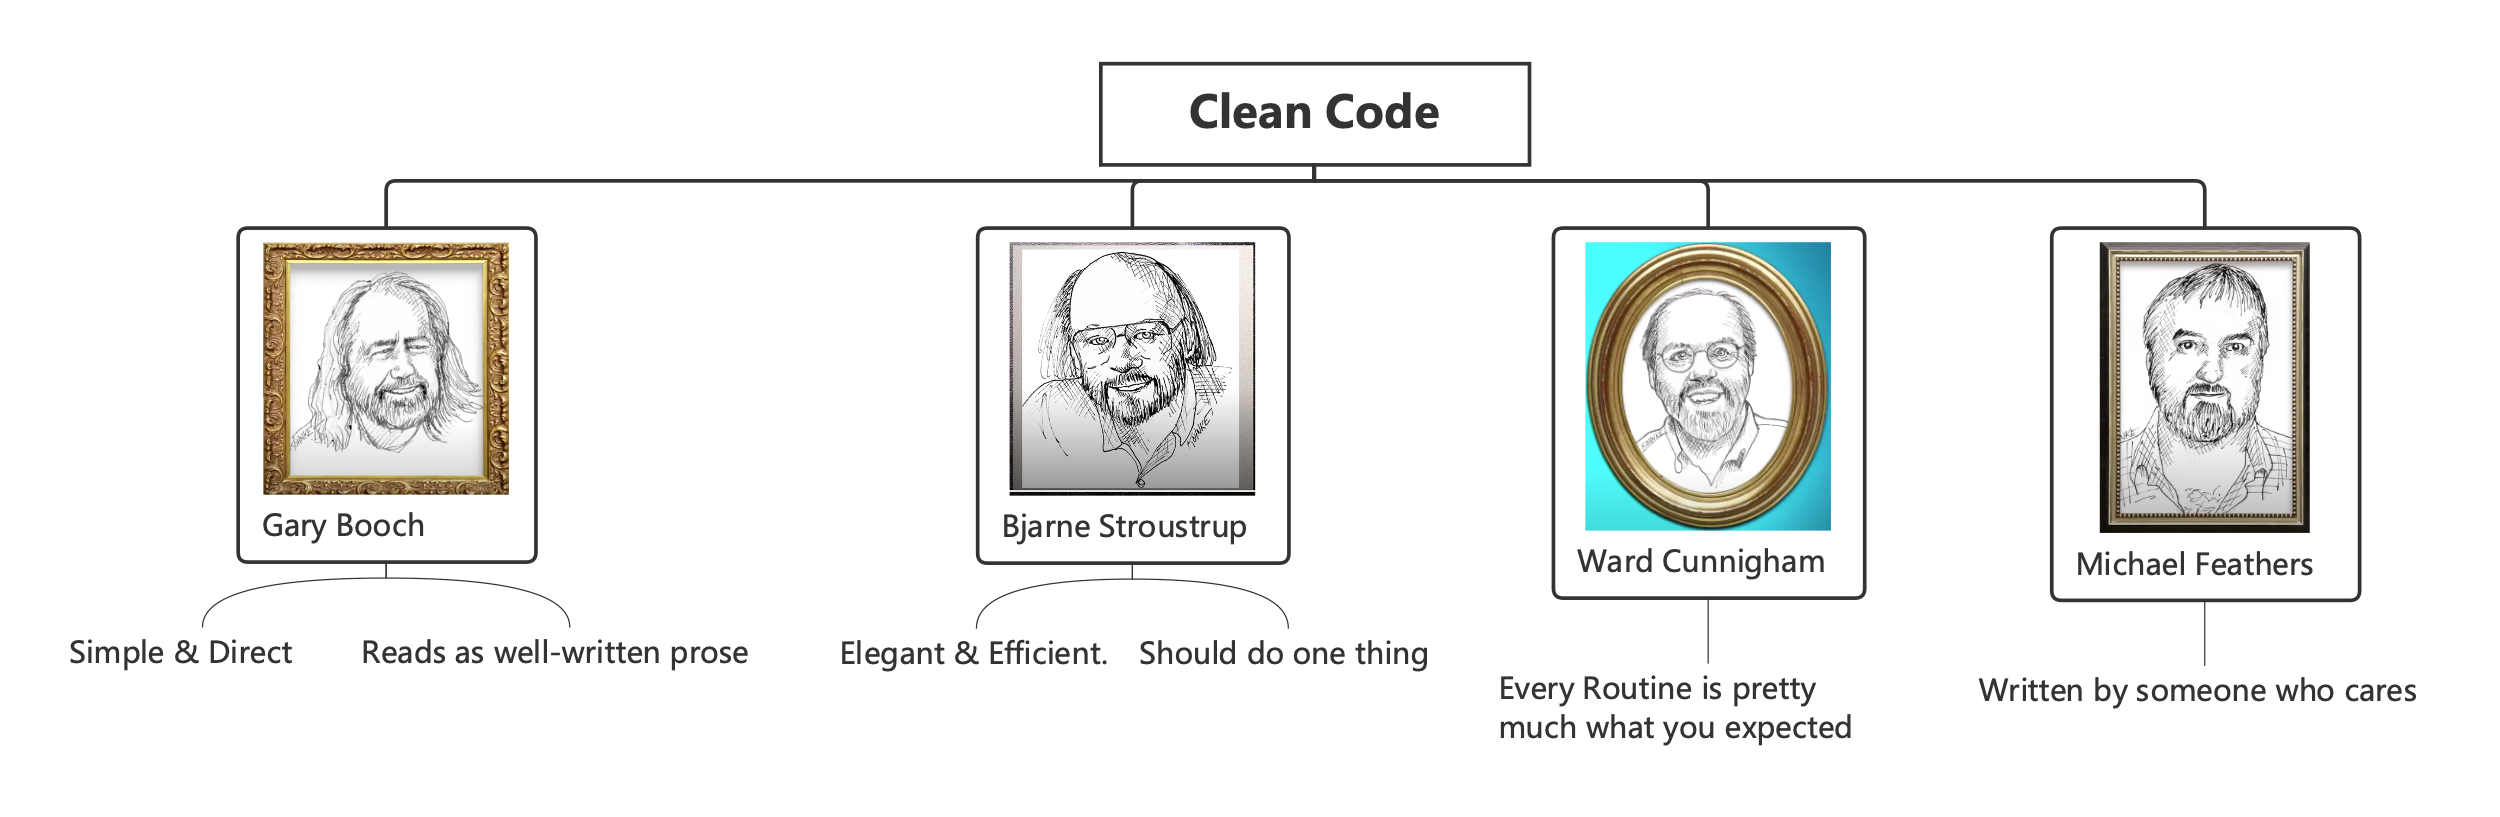 Clean Code
Gary Booch
Bjarne Stroustrup
Ward Cunnigham
Michael Feathers
Simple & Direct
Reads as well-written prose
Elegant & Efficient.
Should do one thing
Every Routine is pretty
much what you expected
Written by someone who cares